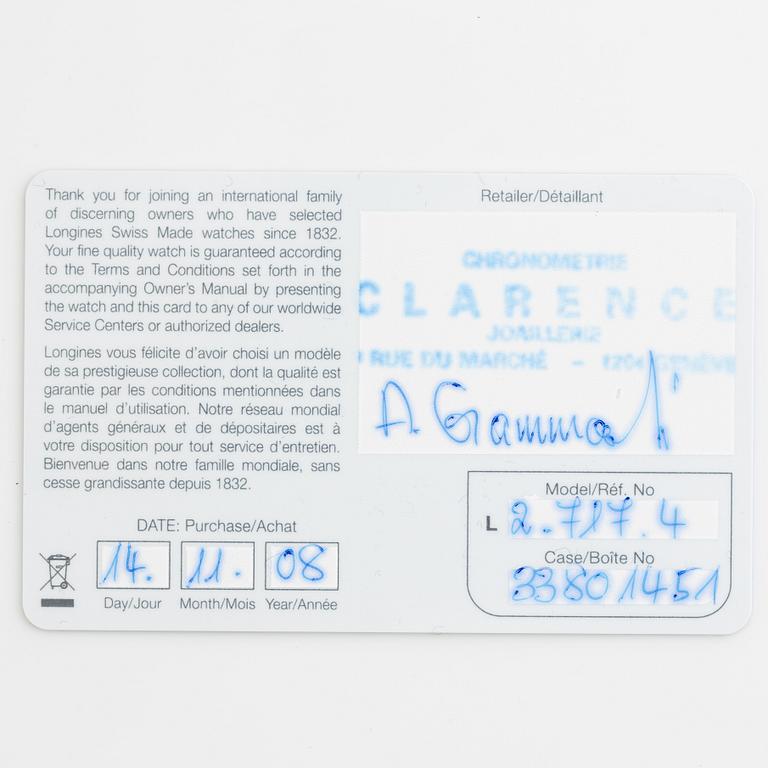 Thank you for joining an international family
of discerning owners who have selected
Longines Swiss Made watches since 1832.
Your fine quality watch is guaranteed according
to the Terms and Conditions set forth in the
accompanying Owner's Manual by presenting
the watch and this card to any of our worldwide
Service Centers or authorized dealers.
Longines vous félicite d'avoir choisi un modèle
de sa prestigieuse collection, dont la qualité est
garantie par les conditions mentionnées dans
le manuel d'utilisation. Notre réseau mondial
d'agents généraux et de dépositaires est à
votre disposition pour tout service d'entretien.
Bienvenue dans notre famille mondiale, sans
cesse grandissante depuis 1832.
DATE: Purchase/Achat
14. 11. 08
Day/Jour Month/Mois Year/Année
Retailer/Détaillant
CHRONOMETRIE
CLARENCE
JOAILLERIE
RUE DU MARCHÉ - 1204 GENÈVE
Model/Réf. No
L 2.717.4
Case/Boîte No
33801451